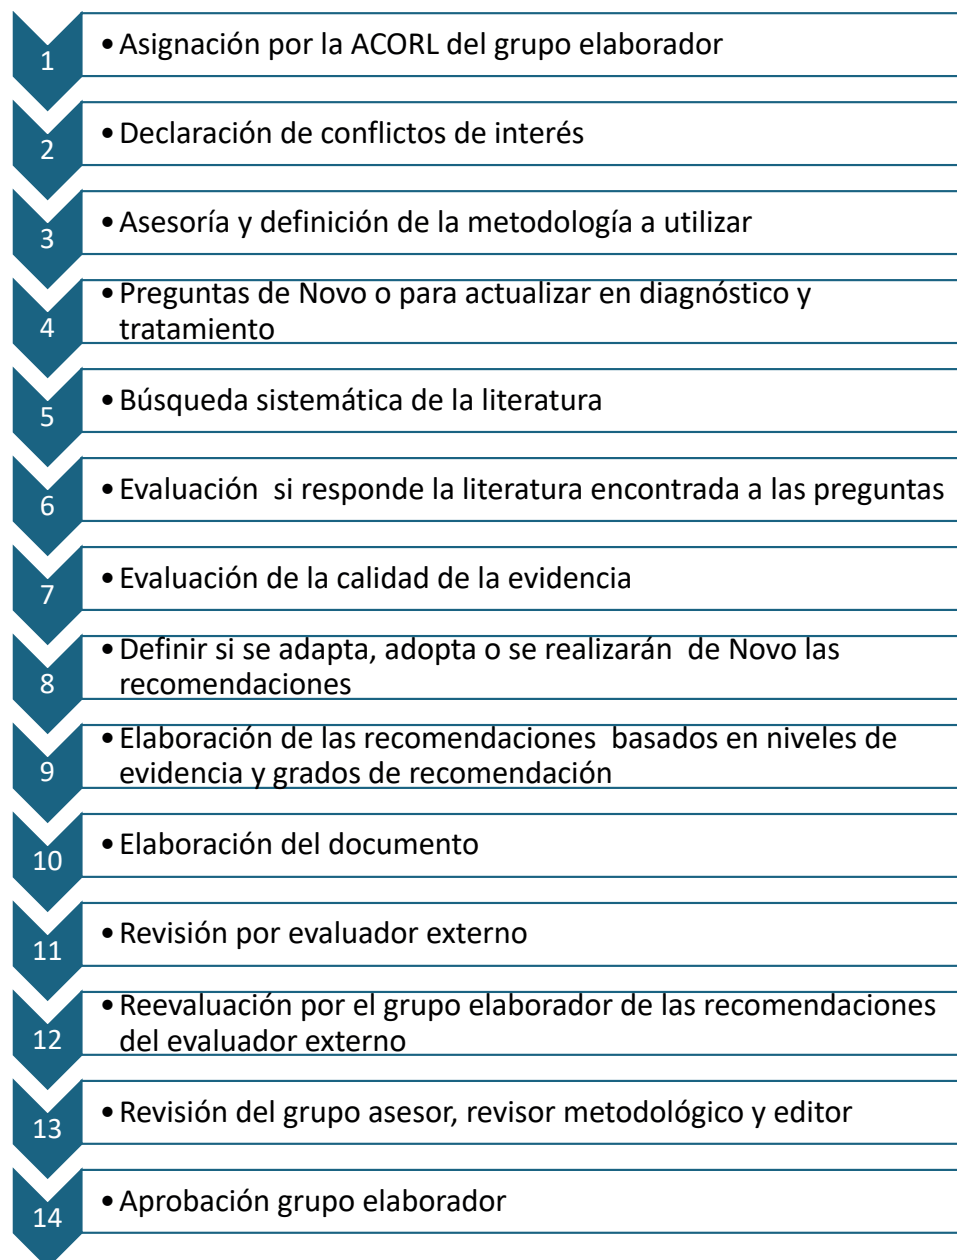 1
• Asignación por la ACORL del grupo elaborador
2
• Declaración de conflictos de interés
3
• Asesoría y definición de la metodología a utilizar
4
• Preguntas de Novo o para actualizar en diagnóstico y
tratamiento
5
• Búsqueda sistemática de la literatura
6
• Evaluación  si responde la literatura encontrada a las preguntas
7
• Evaluación de la calidad de la evidencia
8
• Definir si se adapta, adopta o se realizarán  de Novo las
recomendaciones
9
• Elaboración de las recomendaciones  basados en niveles de
evidencia y grados de recomendación
10
• Elaboración del documento
11
• Revisión por evaluador externo
12
• Reevaluación por el grupo elaborador de las recomendaciones
del evaluador externo
13
• Revisión del grupo asesor, revisor metodológico y editor
14
• Aprobación grupo elaborador